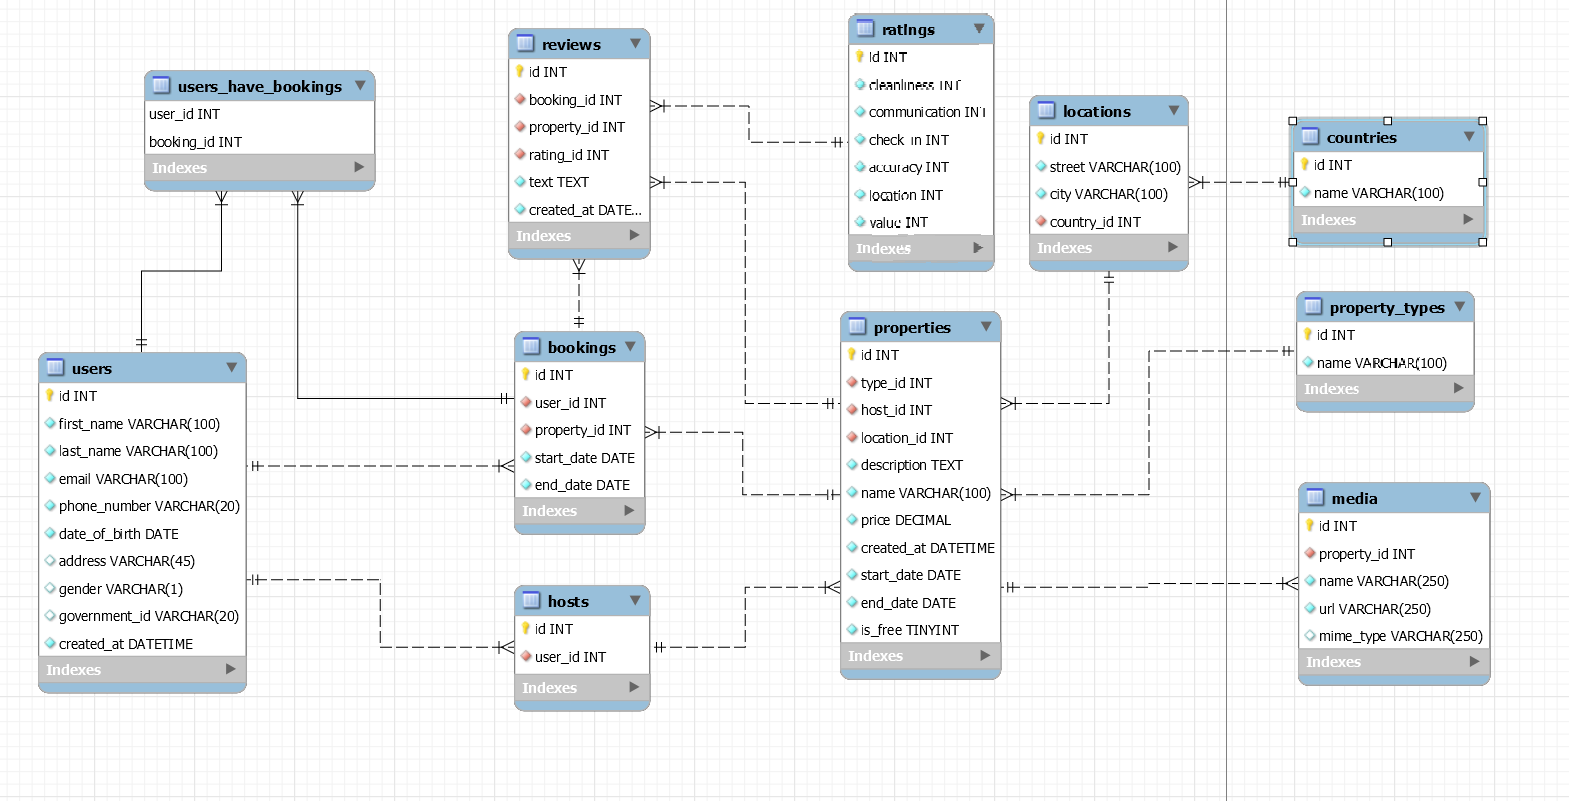 users_have_bookings
user_id INT
booking_id INT
Indexes
reviews
id INT
booking_id INT
property_id INT
rating_id INT
text TEXT
created_at DATE...
Indexes
ratings
id INT
cleanliness INT
communication INT
check in INT
accuracy INT
location INT
value INT
Indexes
locations
id INT
street VARCHAR(100)
city VARCHAR(100)
country_id INT
Indexes
countries
id INT
name VARCHAR(100)
Indexes
users
id INT
first_name VARCHAR(100)
last_name VARCHAR(100)
email VARCHAR(100)
phone_number VARCHAR(20)
date_of_birth DATE
address VARCHAR(45)
gender VARCHAR(1)
government_id VARCHAR(20)
created_at DATETIME
Indexes
bookings
id INT
user_id INT
property_id INT
start_date DATE
end_date DATE
Indexes
hosts
id INT
user_id INT
Indexes
properties
id INT
type_id INT
host_id INT
location_id INT
description TEXT
name VARCHAR(100)
price DECIMAL
created_at DATETIME
start_date DATE
end_date DATE
is_free TINYINT
Indexes
property_types
id INT
name VARCHAR(100)
Indexes
media
id INT
property_id INT
name VARCHAR(250)
url VARCHAR(250)
mime_type VARCHAR(250)
Indexes